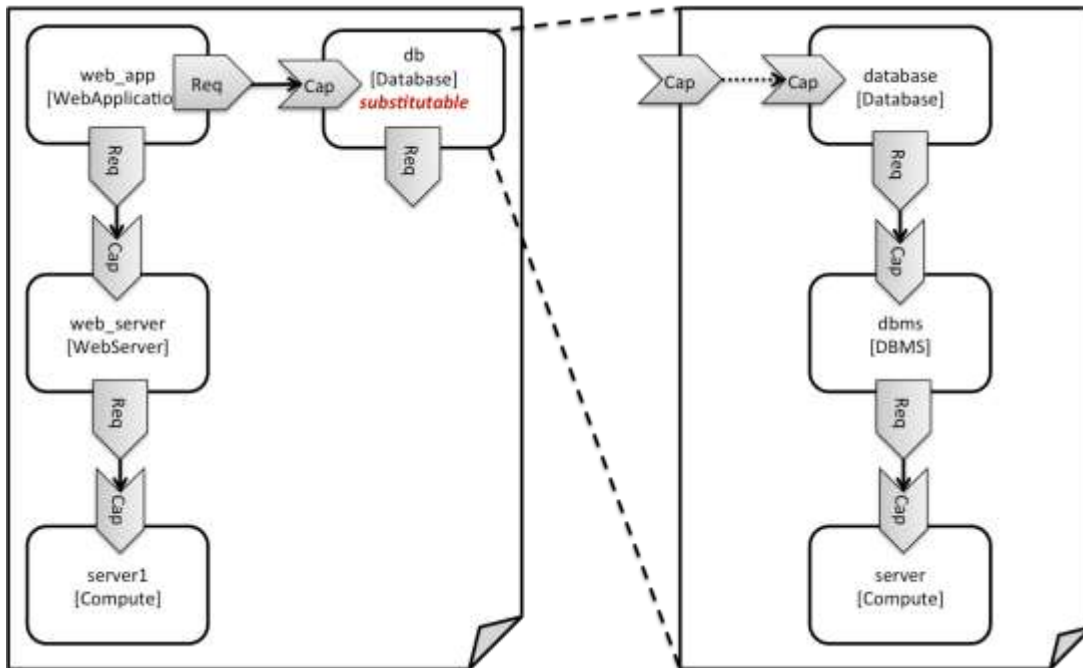 web_app
[WebApplicatio
Req
Cap
db
[Database]
substitutable
Req
Req
Cap
web_server
[WebServer]
Req
Cap
server1
[Compute]
Cap
Cap
database
[Database]
Req
Cap
dbms
[DBMS]
Req
Cap
server
[Compute]